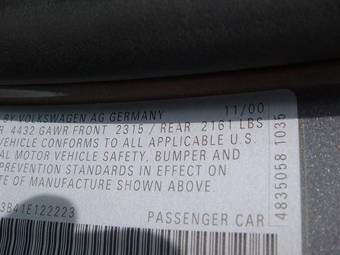 BY VOLKSWAGEN AG GERMANY 11/00
4432 GAWR FRONT 2315 / REAR 2161 LBS
VEHICLE CONFORMS TO ALL APPLICABLE U.S.
MOTOR VEHICLE SAFETY, BUMPER AND
PREVENTION STANDARDS IN EFFECT ON
TE OF MANUFACTURE SHOWN ABOVE.
3B41E122223
PASSENGER CAR
4835058 1035